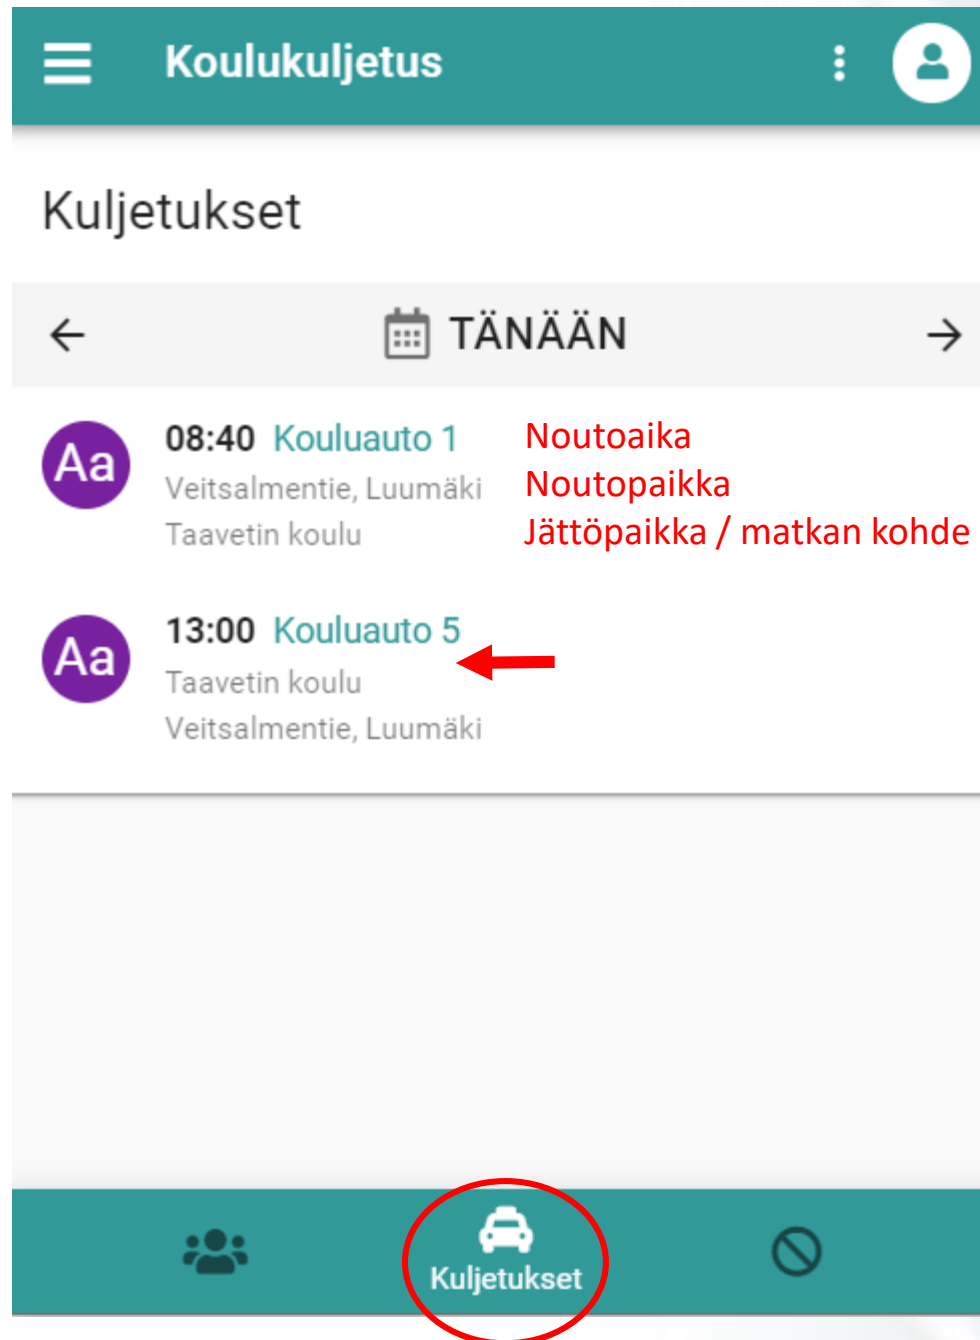 Koulukuljetus
Kuljetukset
TÄNÄÄN
Aa
08:40 Kouluauto 1
Noutoaika
Veitsalmentie, Luumäki
Noutopaikka
Taavetin koulu
Jättöpaikka / matkan kohde
Aa
13:00 Kouluauto 5
Taavetin koulu
Veitsalmentie, Luumäki
Kuljetukset